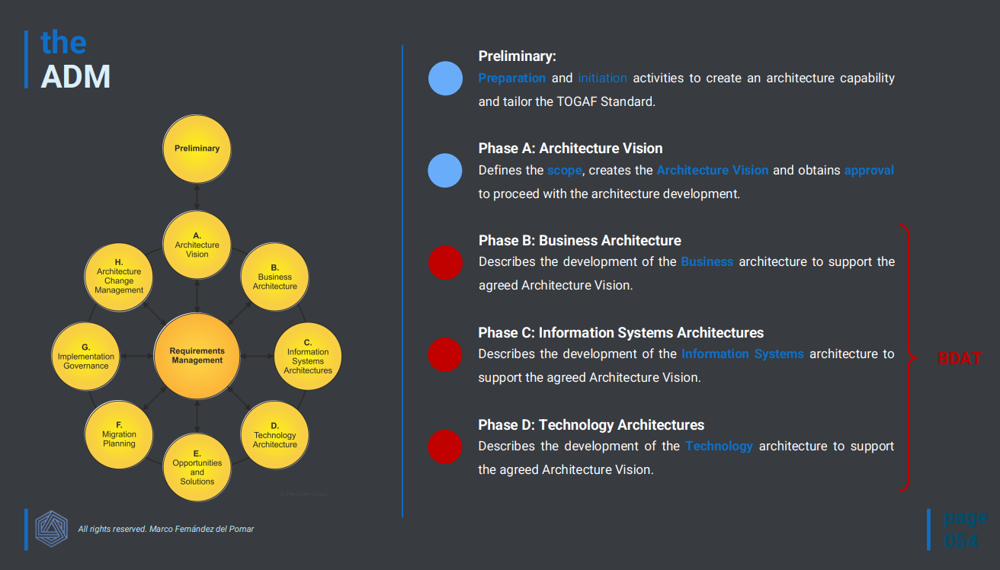 the
ADM
Preliminary
A.
Architecture
Vision
B.
Business
Architecture
C.
Information
Systems
Architectures
D.
Technology
Architecture
E.
Opportunities
and
Solutions
F.
Migration
Planning
G.
Implementation
Governance
H.
Architecture
Change
Management
Requirements
Management
© The Open Group
All rights reserved. Marco Fernández del Pomar
Preliminary:
Preparation and initiation activities to create an architecture capability
and tailor the TOGAF Standard.
Phase A: Architecture Vision
Defines the scope, creates the Architecture Vision and obtains approval
to proceed with the architecture development.
Phase B: Business Architecture
Describes the development of the Business architecture to support the
agreed Architecture Vision.
Phase C: Information Systems Architectures
Describes the development of the Information Systems architecture to
support the agreed Architecture Vision.
Phase D: Technology Architectures
Describes the development of the Technology architecture to support
the agreed Architecture Vision.
BDAT
page
054